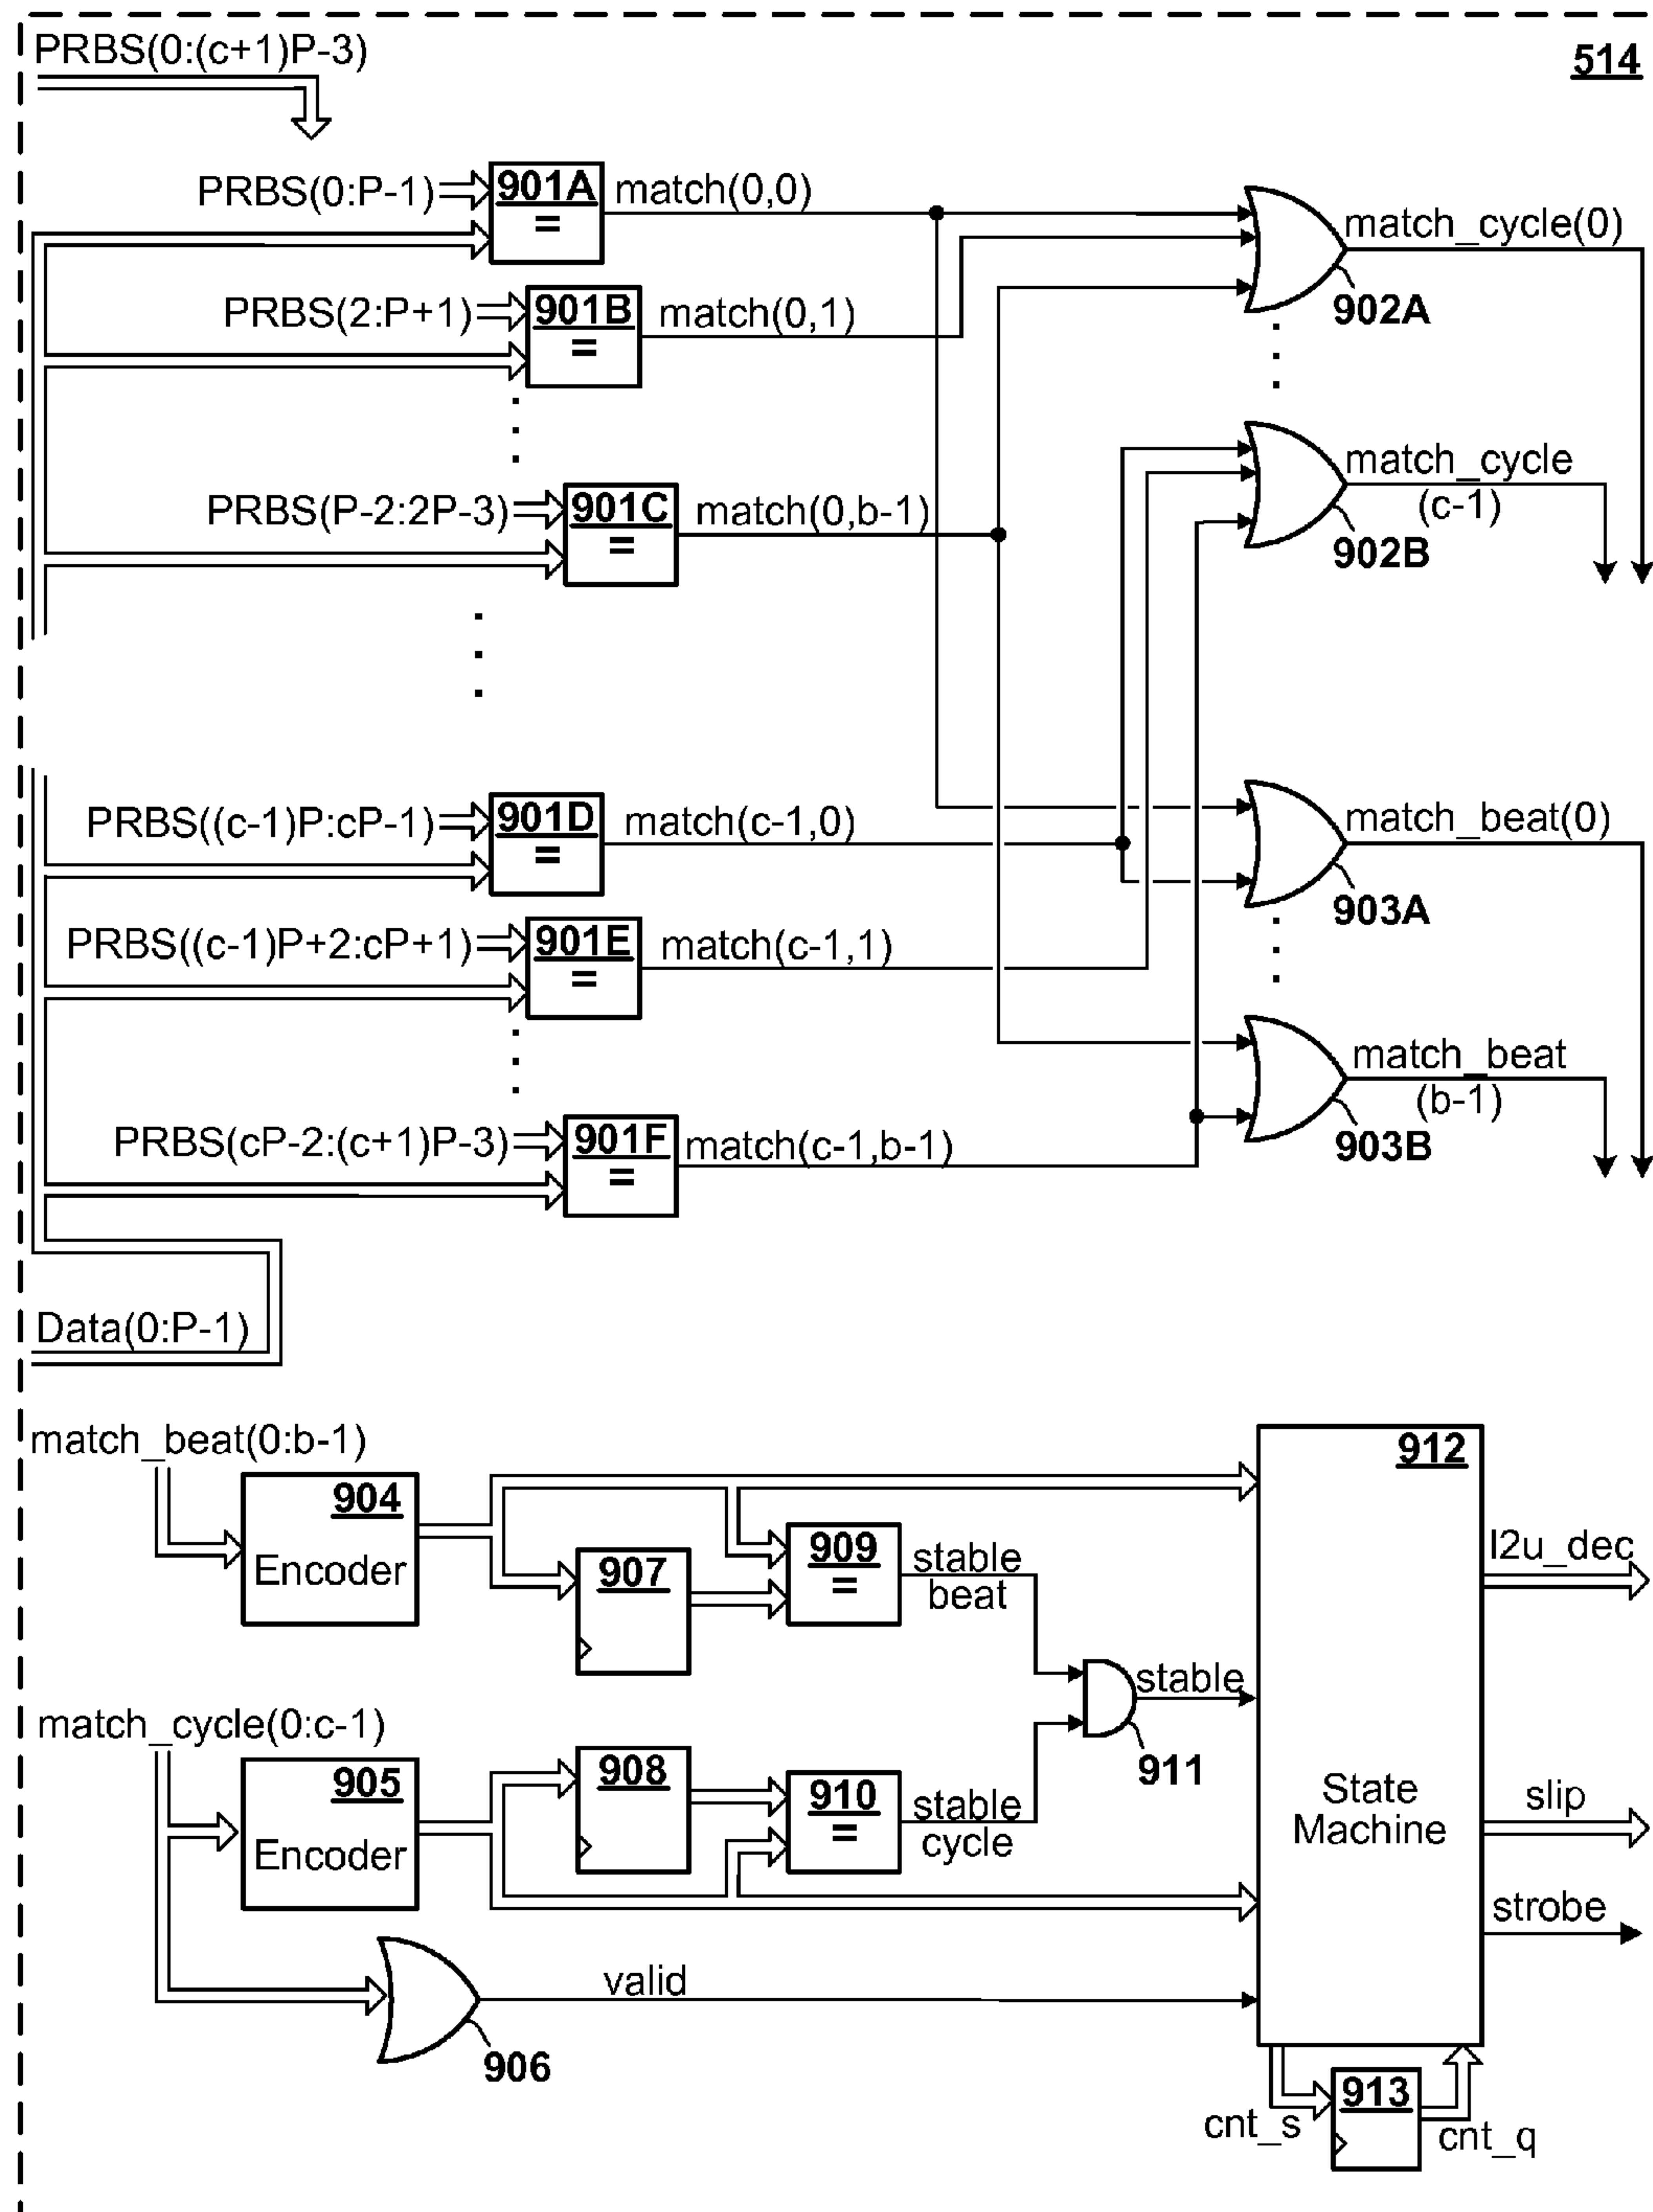 PRBS(0:(c+1)P-3)
514
PRBS(0:P-1)
901A
=
match(0,0)
match_cycle(0)
902A
PRBS(2:P+1)
901B
=
match(0,1)
PRBS(P-2:2P-3)
901C
=
match(0,b-1)
match_cycle
(c-1)
902B
PRBS((c-1)P:cP-1)
901D
=
match(c-1,0)
match_beat(0)
903A
PRBS((c-1)P+2:cP+1)
901E
=
match(c-1,1)
match_beat
(b-1)
903B
PRBS(cP-2:(c+1)P-3)
901F
=
match(c-1,b-1)
Data(0:P-1)
match_beat(0:b-1)
904
Encoder
907
909
=
stable
beat
912
State
Machine
l2u_dec
match_cycle(0:c-1)
905
Encoder
908
910
=
stable
cycle
911
stable
slip
strobe
valid
906
913
cnt_s
cnt_q